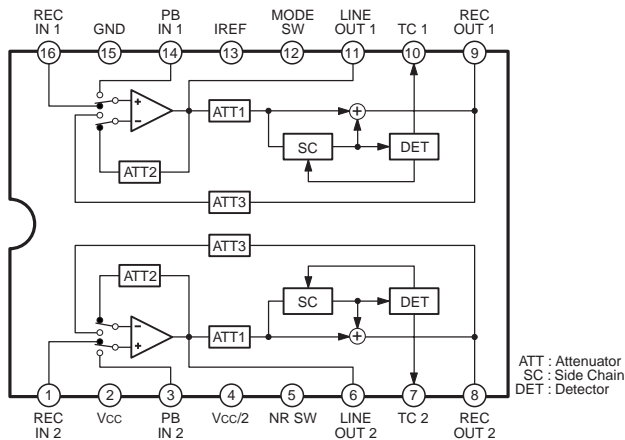 REC IN 1
GND
PB IN 1
IREF
MODE SW
LINE OUT 1
TC 1
REC OUT 1
16
15
14
13
12
11
10
9
+
−
ATT1
+
SC
DET
ATT2
ATT3
ATT3
ATT2
SC
DET
−
+
ATT1
+
ATT : Attenuator
SC : Side Chain
DET : Detector
1
2
3
4
5
6
7
8
REC IN 2
VCC
PB IN 2
VCC/2
NR SW
LINE OUT 2
TC 2
REC OUT 2